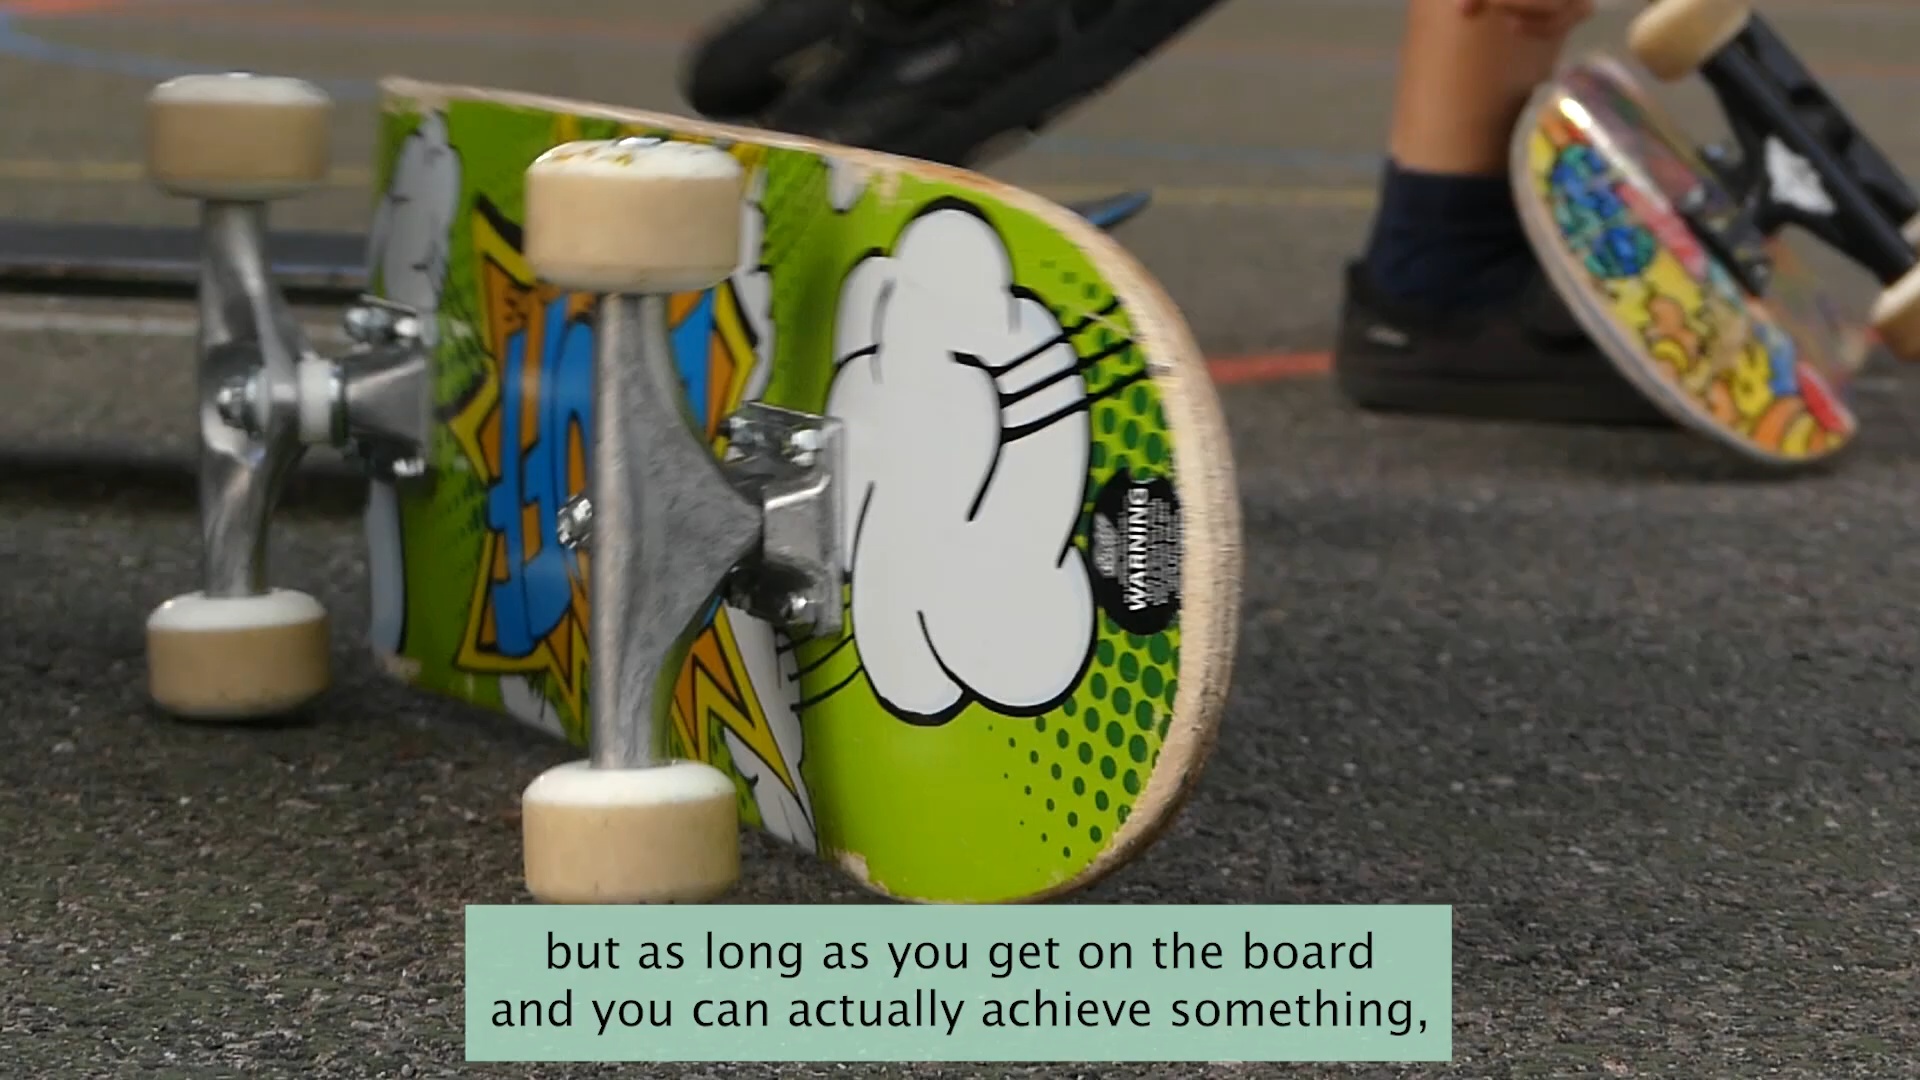 WARNING
but as long as you get on the board
and you can actually achieve something,